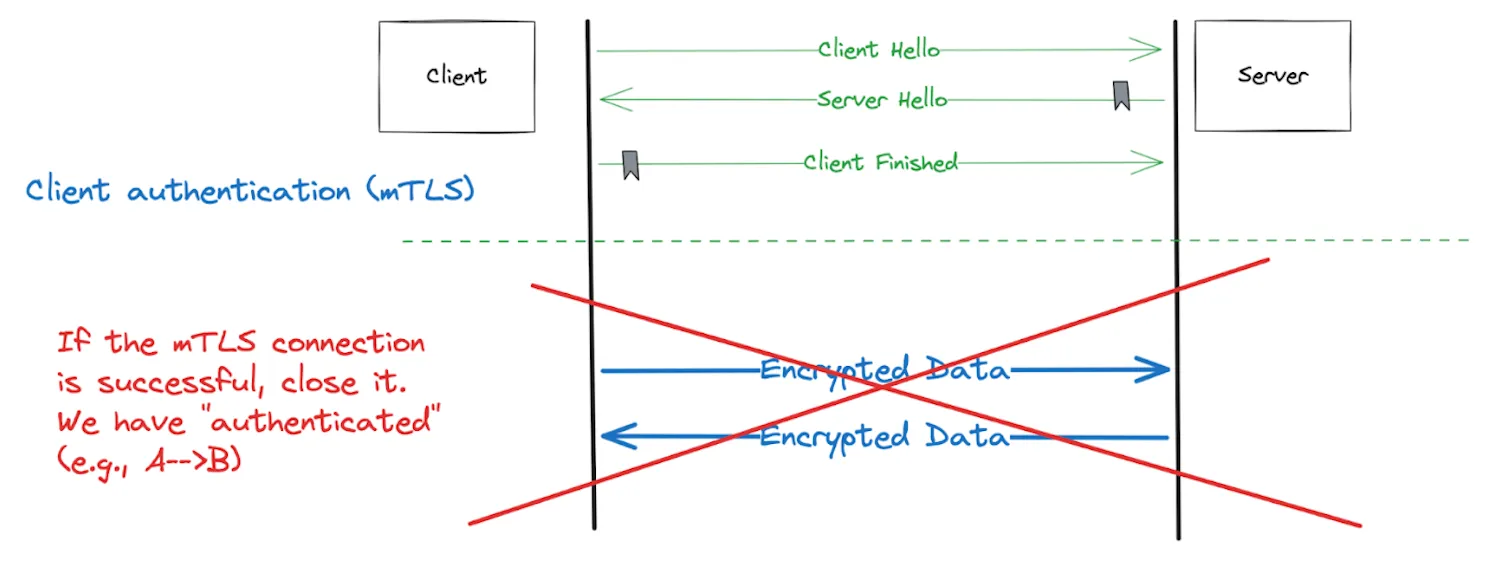 Client
Client Hello
Server Hello
Client Finished
Server
Client authentication (mTLS)
If the mTLS connection
is successful, close it.
We have "authenticated"
(e.g., A-->B)
Encrypted Data
Encrypted Data